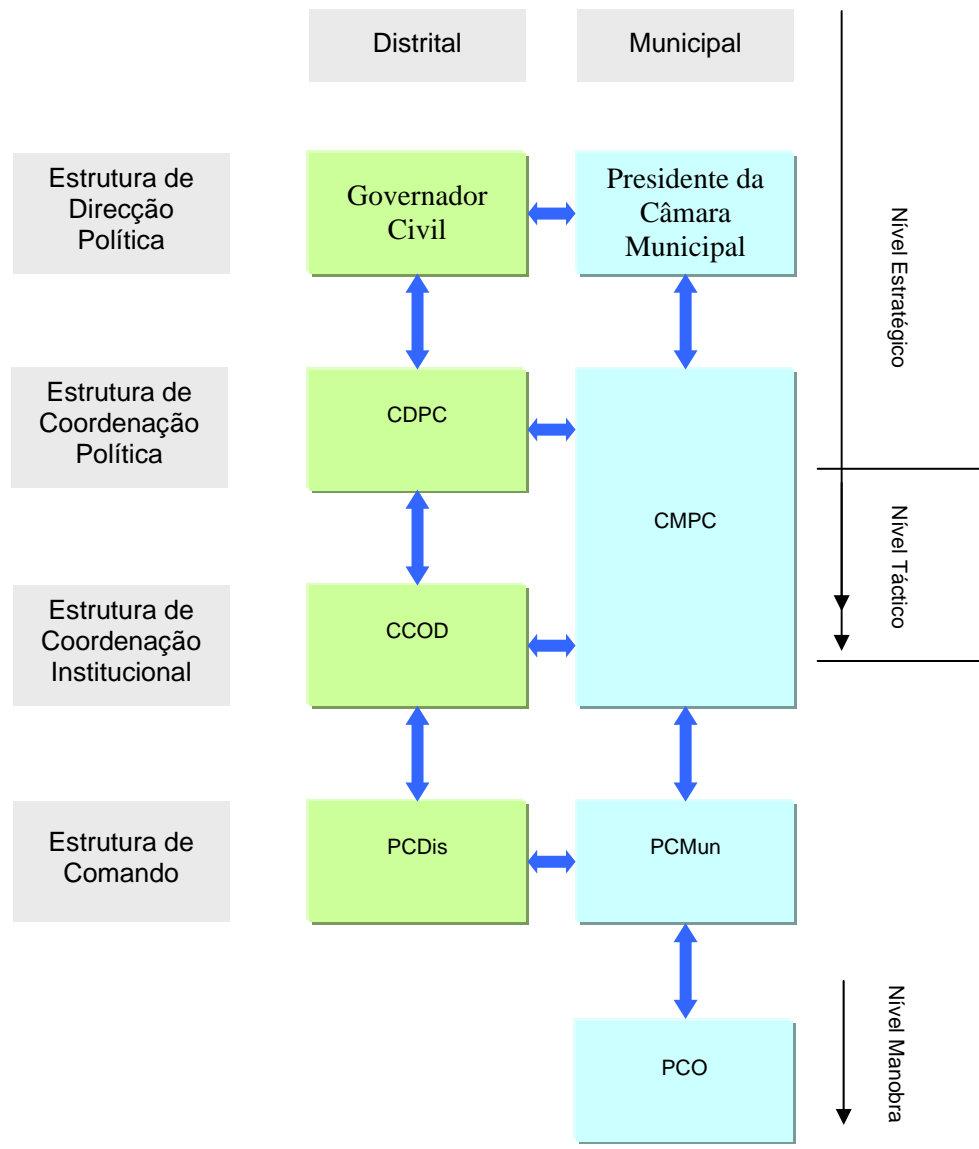 Distrital
Municipal
Estrutura de
Direcção
Política
Governador
Civil
Presidente da
Câmara
Municipal
Nível Estratégico
Estrutura de
Coordenação
Política
CDPC
CMPC
Nível Táctico
Estrutura de
Coordenação
Institucional
CCOD
Estrutura de
Comando
PCDis
PCMun
Nível Manobra
PCO